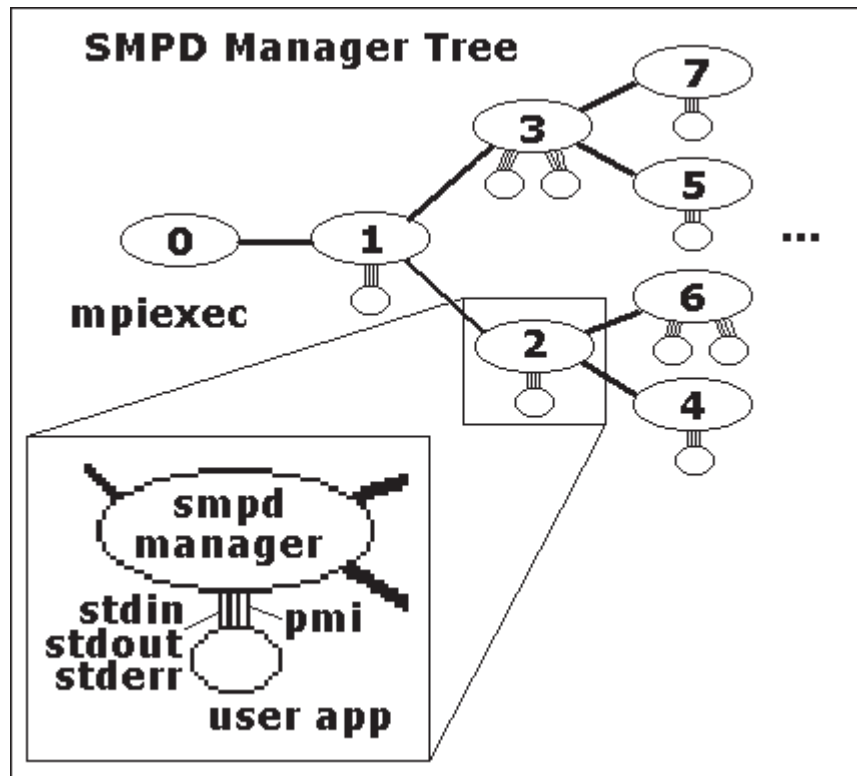 SMPD Manager Tree
7
3
5
0
1
...
mpiexec
6
2
4
smpd
manager
stdin
pmi
stdout
stderr
user app